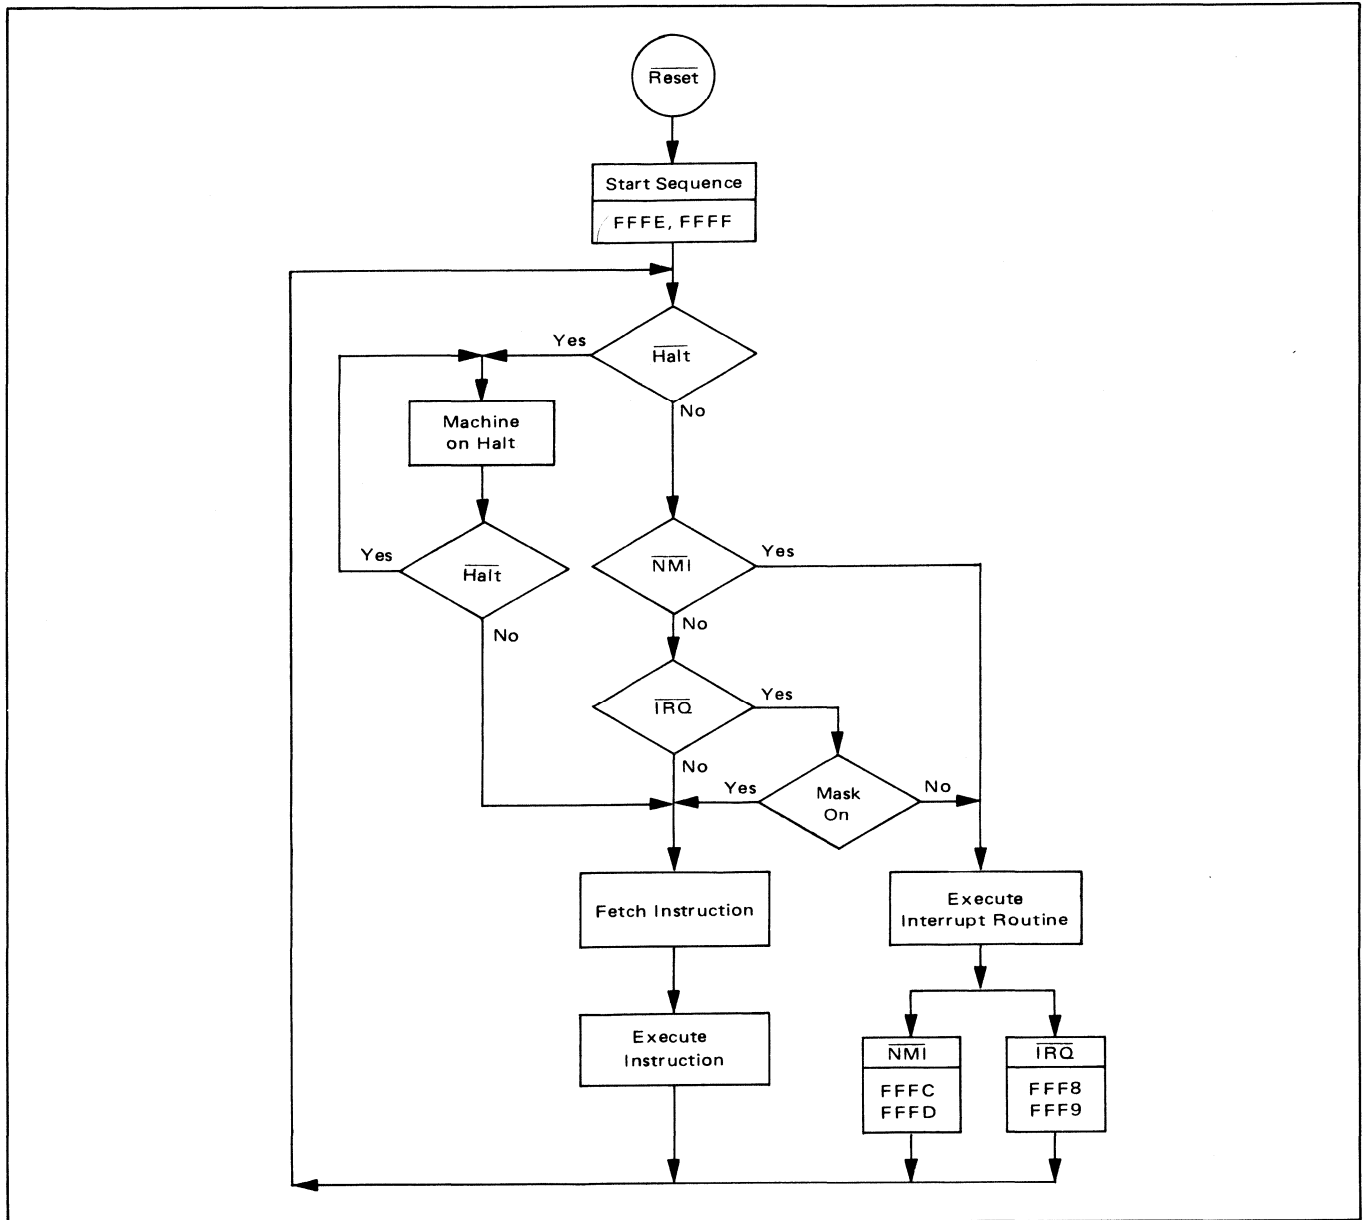 Reset
Start Sequence
FFFE, FFFF
Yes
Halt
No
Machine
on Halt
Yes
Halt
No
NMI
Yes
No
IRQ
Yes
No
Yes
Mask
On
No
Fetch Instruction
Execute
Interrupt Routine
Execute
Instruction
NMI
FFFC
FFFD
IRQ
FFF8
FFF9